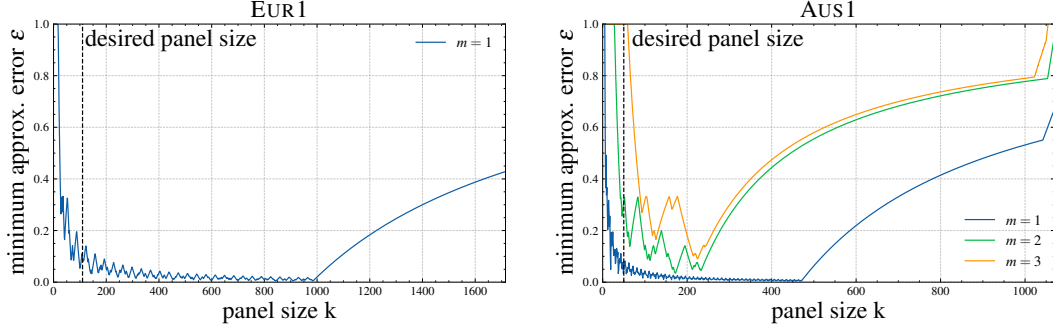 EUR1
desired panel size
m = 1
minimum approx. error ε
1.0
0.8
0.6
0.4
0.2
0.0
0 200 400 600 800 1000 1200 1400 1600
panel size k
AUS1
desired panel size
minimum approx. error ε
1.0
0.8
0.6
0.4
0.2
0.0
m = 1
m = 2
m = 3
0 200 400 600 800 1000
panel size k